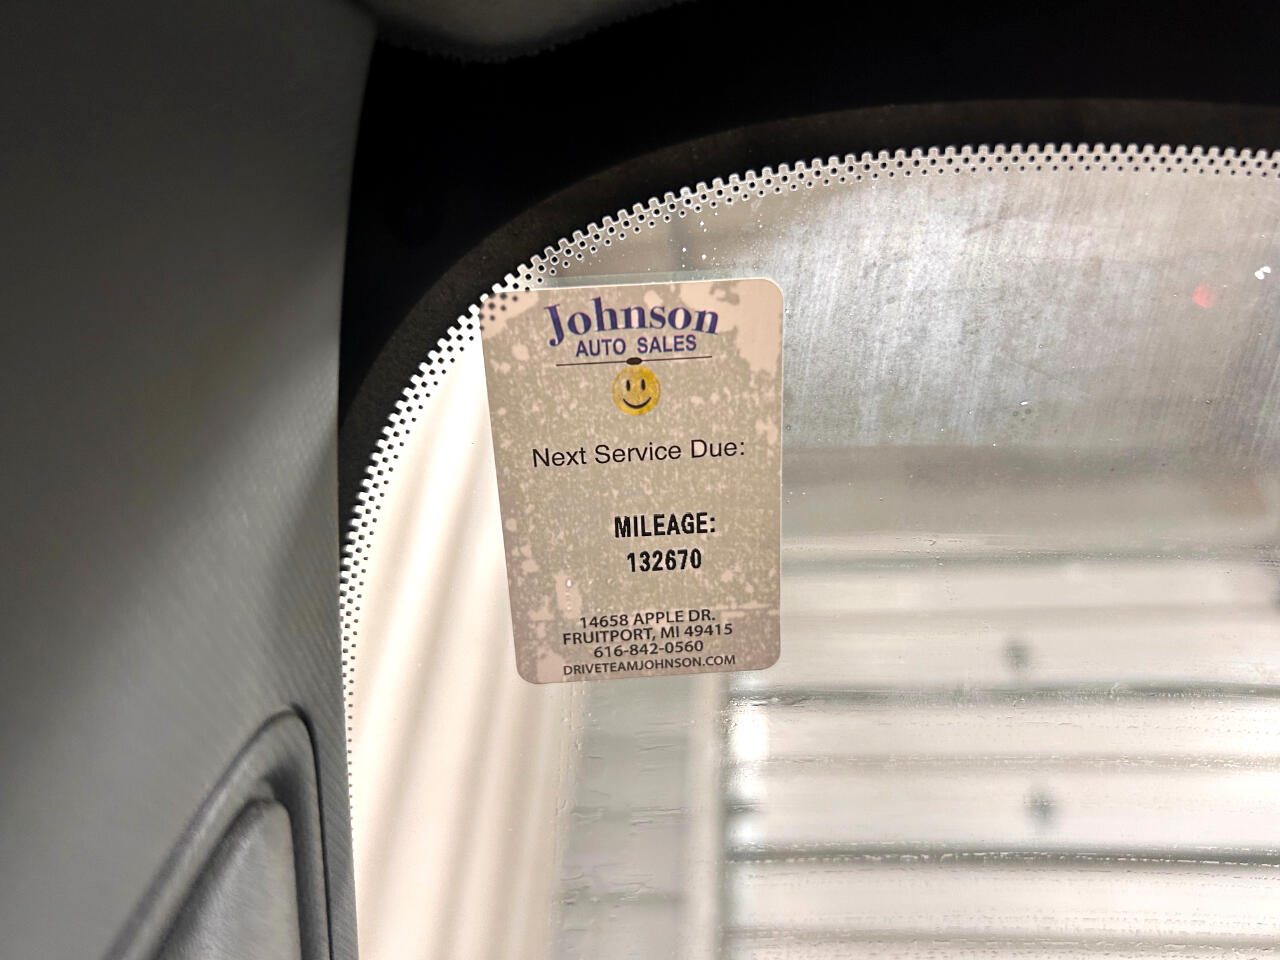 Johnson
AUTO SALES
Next Service Due:
MILEAGE:
132670
14658 APPLE DR.
FRUITPORT, MI 49415
616-842-0560
DRIVETEAMJOHNSON.COM